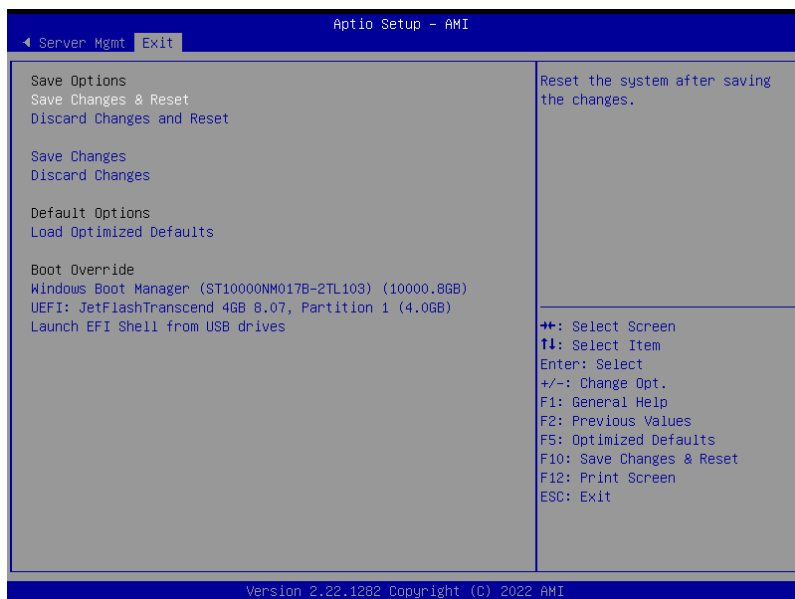 Aptio Setup – AMI
◄ Server Mgmt Exit
Save Options
Save Changes & Reset
Discard Changes and Reset
Save Changes
Discard Changes
Default Options
Load Optimized Defaults
Boot Override
Windows Boot Manager (ST10000NM017B-2TL103) (10000.8GB)
UEFI: JetFlashTranscend 4GB 8.07, Partition 1 (4.0GB)
Launch EFI Shell from USB drives
Reset the system after saving
the changes.
→←: Select Screen
↑↓: Select Item
Enter: Select
+/-: Change Opt.
F1: General Help
F2: Previous Values
F5: Optimized Defaults
F10: Save Changes & Reset
F12: Print Screen
ESC: Exit
Version 2.22.1282 Copyright (C) 2022 AMI